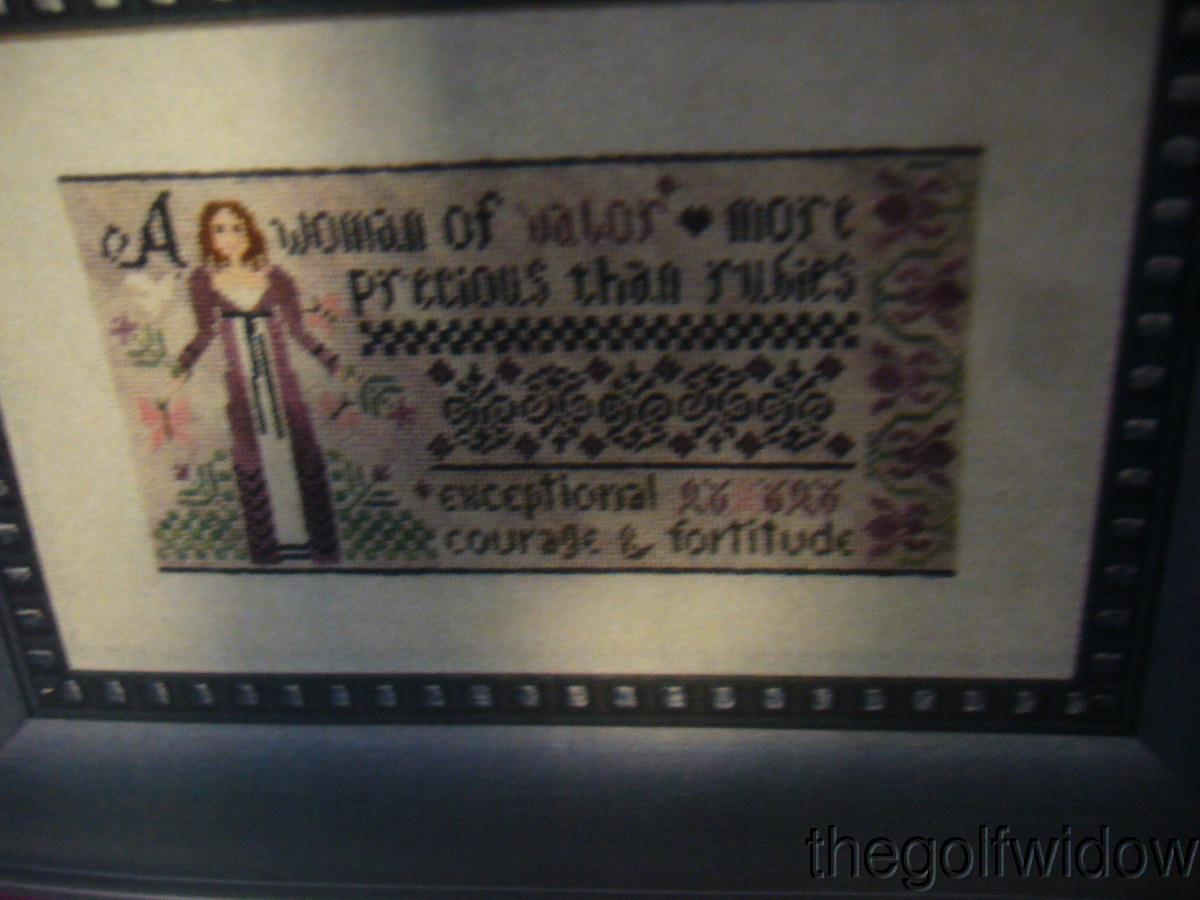 A woman of valor ♥ more
precious than rubies
exceptional
courage & fortitude
thegolfwidow